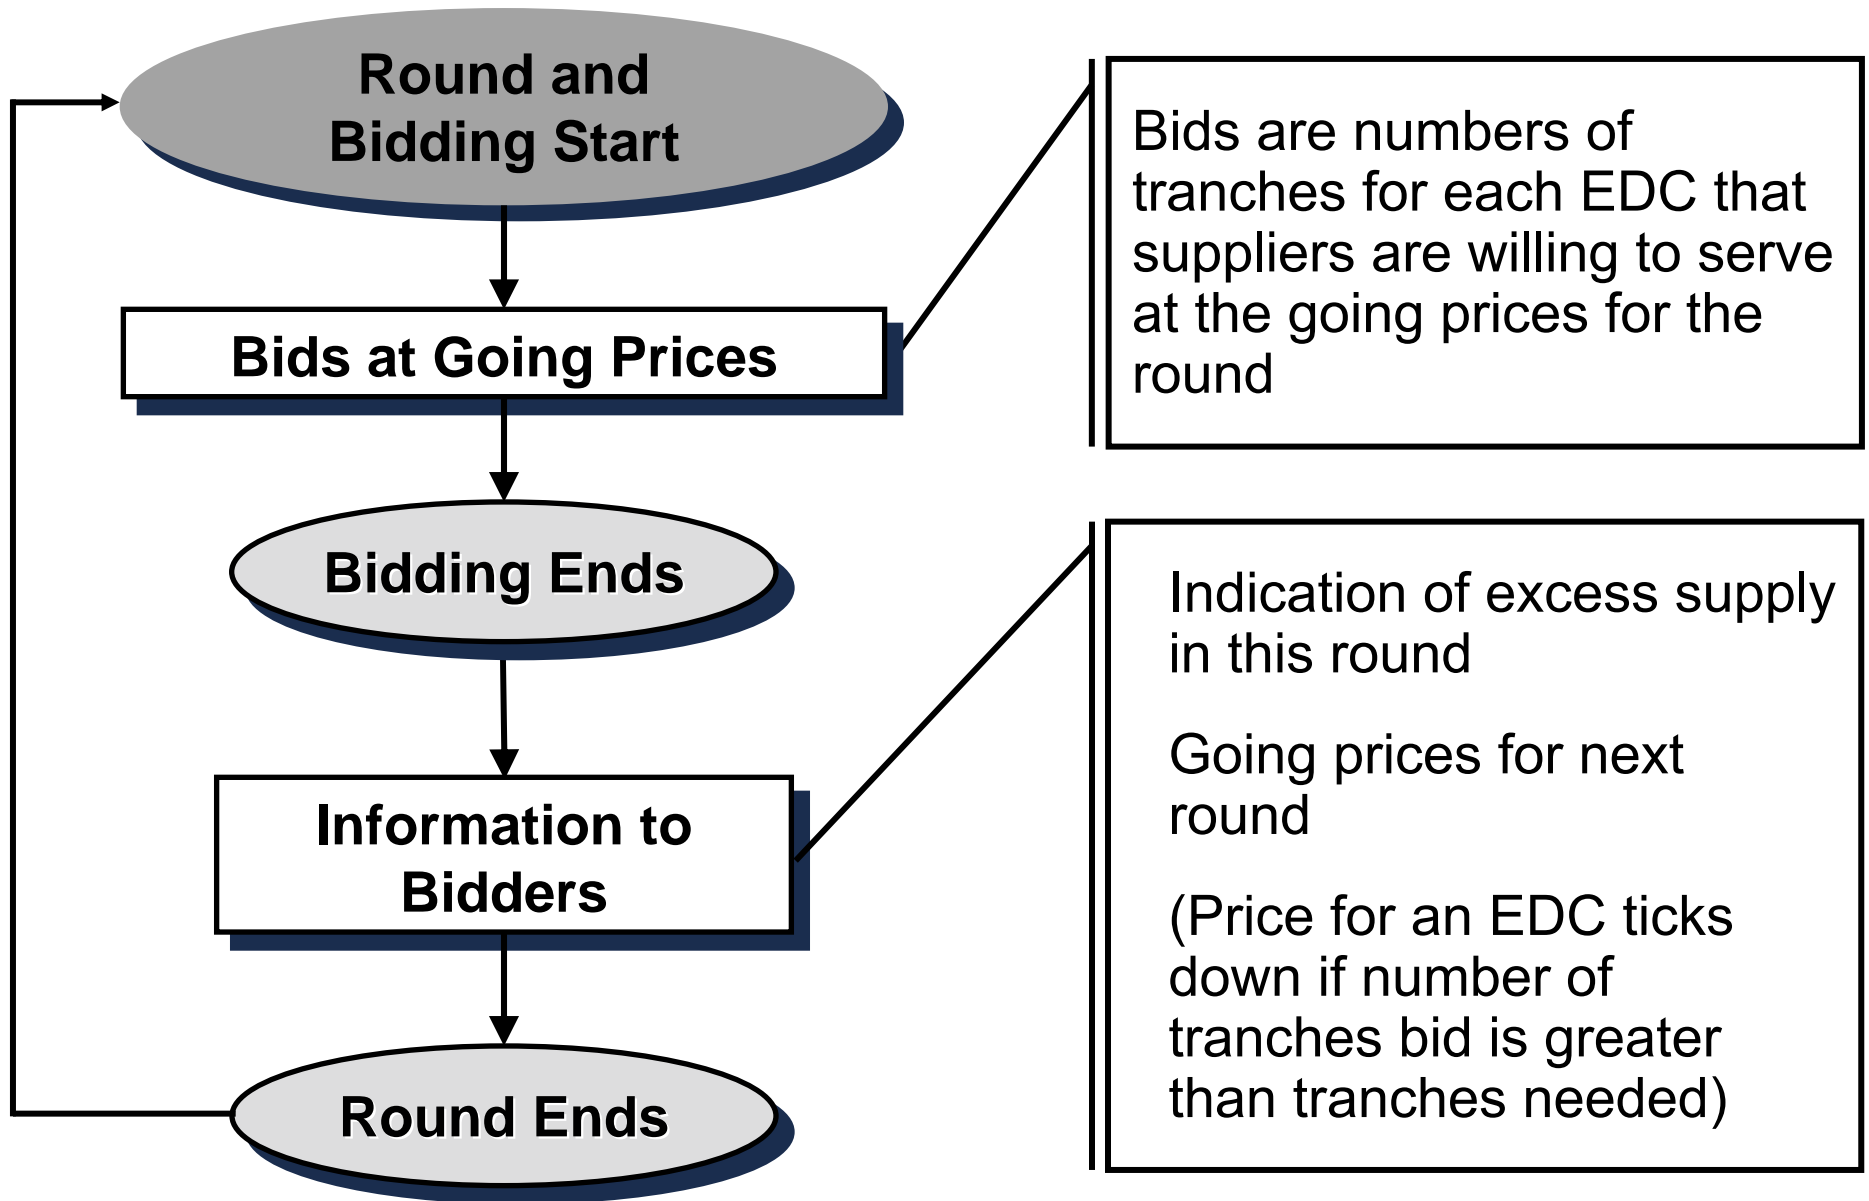 Round and
Bidding Start
Bids at Going Prices
Bidding Ends
Information to
Bidders
Round Ends
Bids are numbers of
tranches for each EDC that
suppliers are willing to serve
at the going prices for the
round
Indication of excess supply
in this round
Going prices for next
round
(Price for an EDC ticks
down if number of
tranches bid is greater
than tranches needed)